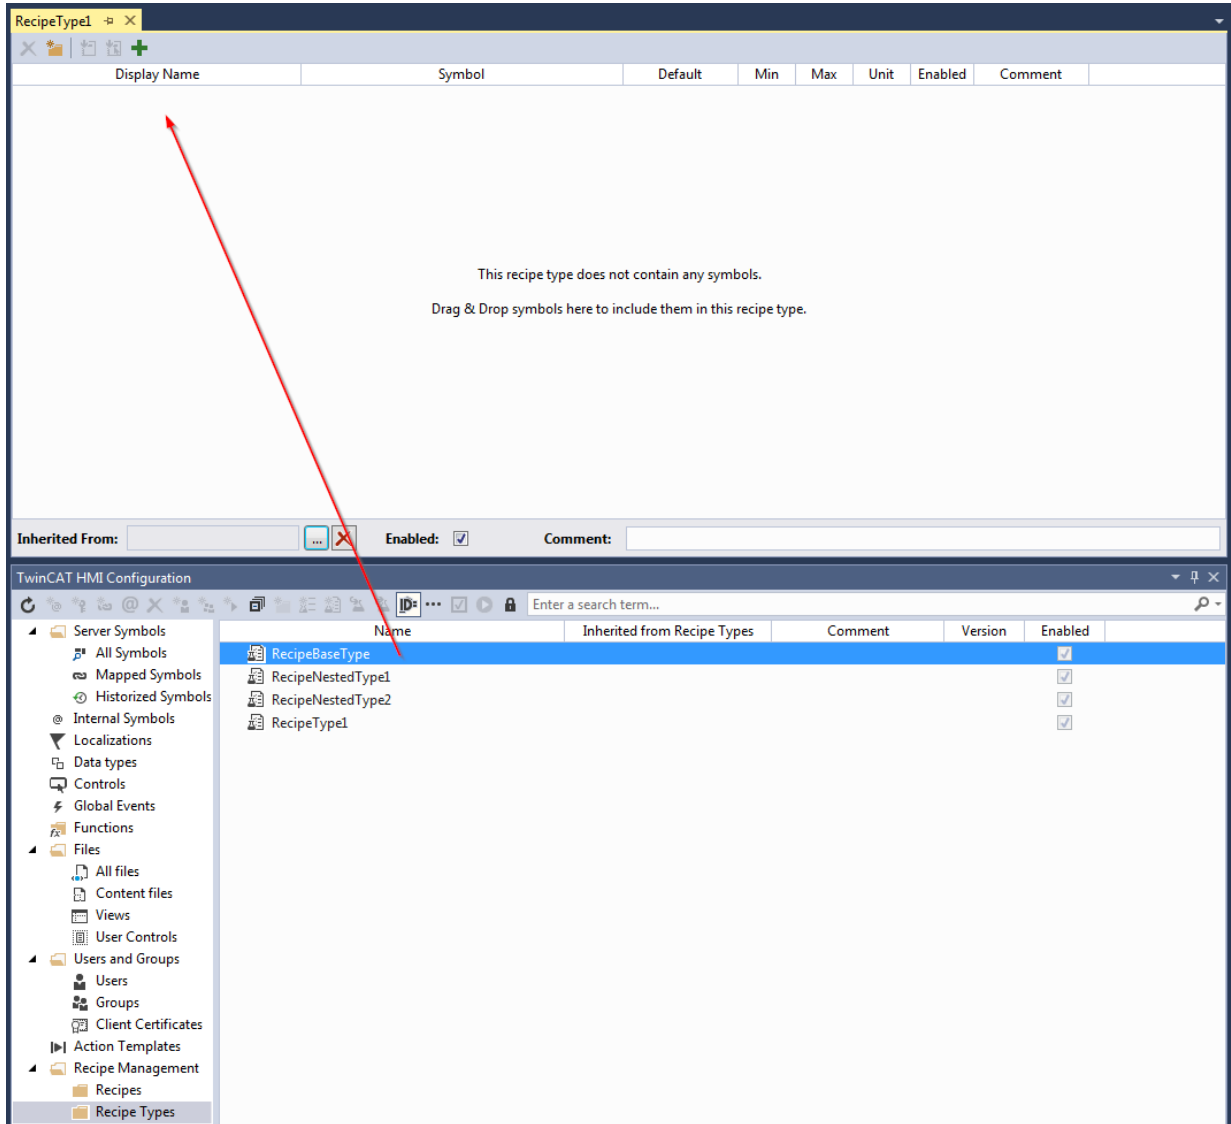 RecipeType1
Display Name Symbol Default Min Max Unit Enabled Comment
This recipe type does not contain any symbols.
Drag & Drop symbols here to include them in this recipe type.
Inherited From: ... Enabled: Comment:
TwinCAT HMI Configuration
Enter a search term...
Server Symbols
All Symbols
Mapped Symbols
Historized Symbols
Internal Symbols
Localizations
Data types
Controls
Global Events
Functions
Files
All files
Content files
Views
User Controls
Users and Groups
Users
Groups
Client Certificates
Action Templates
Recipe Management
Recipes
Recipe Types
Name Inherited from Recipe Types Comment Version Enabled
RecipeBaseType
RecipeNestedType1
RecipeNestedType2
RecipeType1